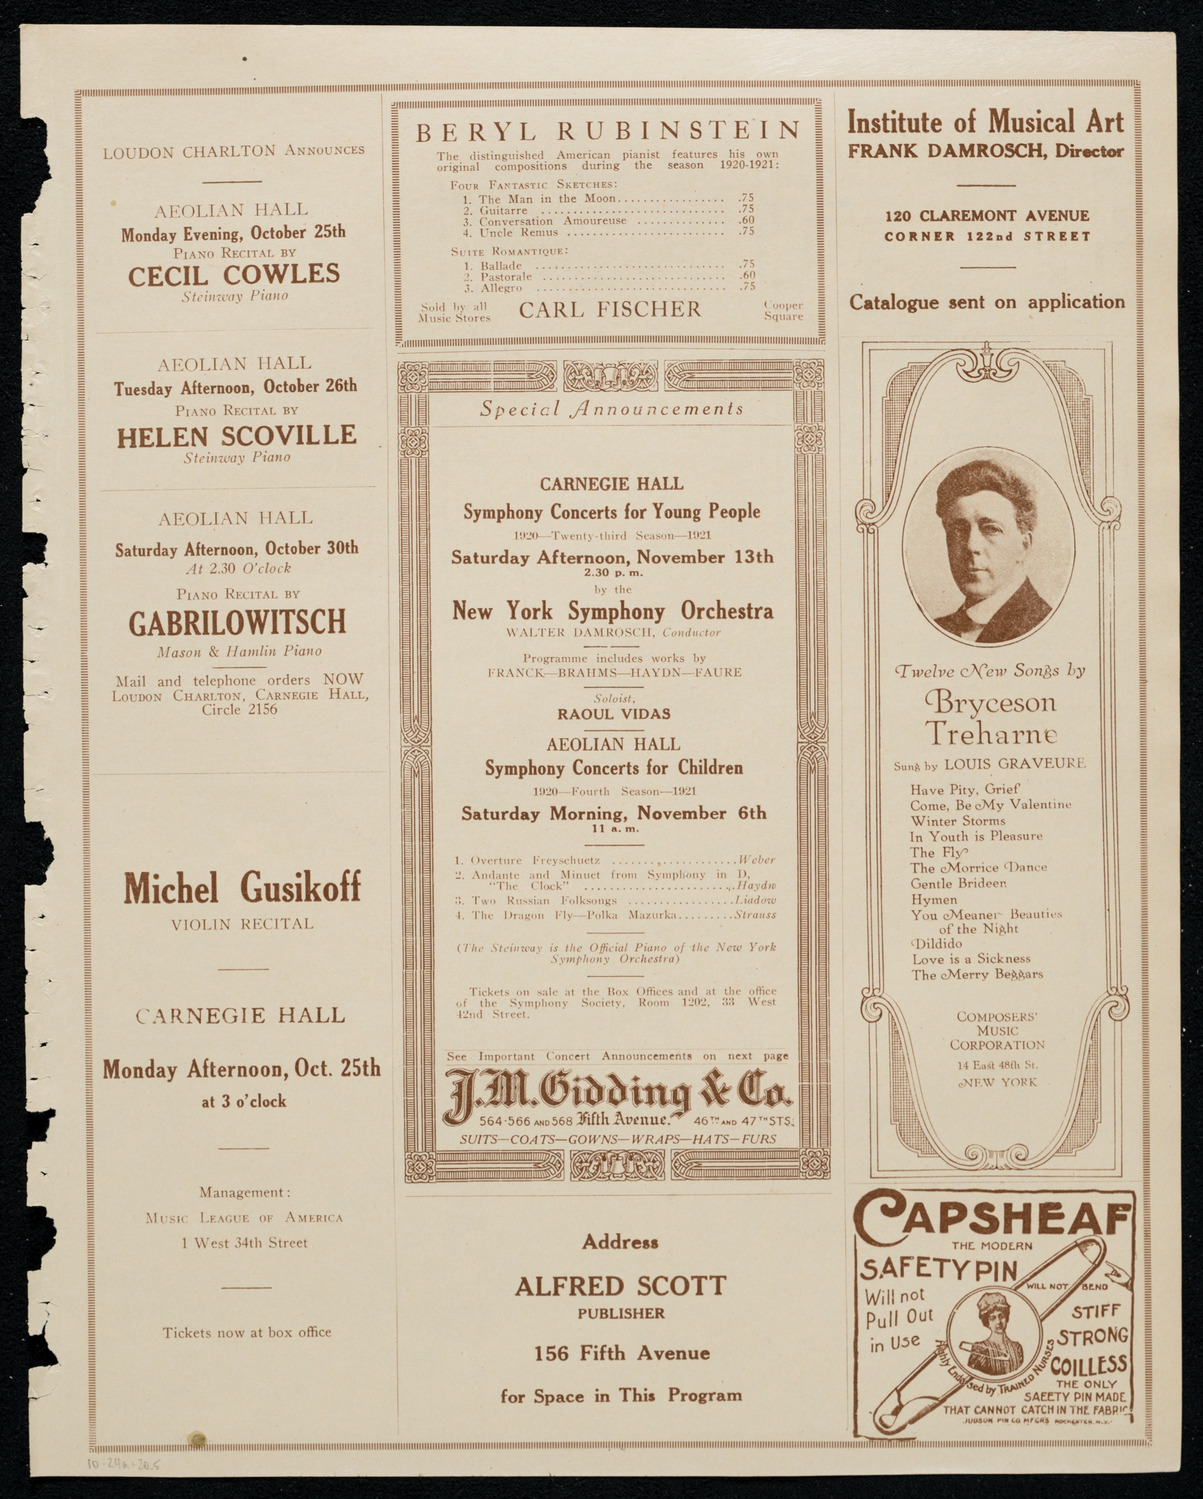 LOUDON CHARLTON ANNOUNCES
AEOLIAN HALL
Monday Evening, October 25th
PIANO RECITAL BY
CECIL COWLES
Steinway Piano
AEOLIAN HALL
Tuesday Afternoon, October 26th
PIANO RECITAL BY
HELEN SCOVILLE
Steinway Piano
AEOLIAN HALL
Saturday Afternoon, October 30th
At 2.30 O'clock
PIANO RECITAL BY
GABRILOWITSCH
Mason & Hamlin Piano
Mail and telephone orders NOW
LOUDON CHARLTON, CARNEGIE HALL,
Circle 2156
Michel Gusikoff
VIOLIN RECITAL
CARNEGIE HALL
Monday Afternoon, Oct. 25th
at 3 o'clock
Management:
MUSIC LEAGUE OF AMERICA
1 West 34th Street
Tickets now at box office
BERYL RUBINSTEIN
The distinguished American pianist features his own
original compositions during the season 1920-1921:
FOUR FANTASTIC SKETCHES:
1. The Man in the Moon................ .75
2. Guitarre ........................... .75
3. Conversation Amoureuse ............. .60
4. Uncle Remus ........................ .75
SUITE ROMANTIQUE:
1. Ballade ............................ .75
2. Pastorale .......................... .60
3. Allegro ............................ .75
Sold by all
Music Stores
CARL FISCHER
Cooper
Square
Special Announcements
CARNEGIE HALL
Symphony Concerts for Young People
1920—Twenty-third Season—1921
Saturday Afternoon, November 13th
2.30 p. m.
by the
New York Symphony Orchestra
WALTER DAMROSCH, Conductor
Programme includes works by
FRANCK—BRAHMS—HAYDN—FAURE
Soloist,
RAOUL VIDAS
AEOLIAN HALL
Symphony Concerts for Children
1920—Fourth Season—1921
Saturday Morning, November 6th
11 a. m.
1. Overture Freyschuetz ...................Weber
2. Andante and Minuet from Symphony in D,
"The Clock" ......................Haydn
3. Two Russian Folksongs .................Liadow
4. The Dragon Fly—Polka Mazurka.........Strauss
(The Steinway is the Official Piano of the New York
Symphony Orchestra)
Tickets on sale at the Box Offices and at the office
of the Symphony Society, Room 1202, 33 West
42nd Street.
See Important Concert Announcements on next page
J.M. Gidding & Co.
564-566 AND 568 Fifth Avenue. 46TH AND 47TH STS.
SUITS—COATS—GOWNS—WRAPS—HATS—FURS
Address
ALFRED SCOTT
PUBLISHER
156 Fifth Avenue
for Space in This Program
Institute of Musical Art
FRANK DAMROSCH, Director
120 CLAREMONT AVENUE
CORNER 122nd STREET
Catalogue sent on application
Twelve New Songs by
Bryceson
Treharne
Sung by LOUIS GRAVEURE
Have Pity, Grief
Come, Be My Valentine
Winter Storms
In Youth is Pleasure
The Fly
The Morrice Dance
Gentle Brideen
Hymen
You Meaner Beauties
of the Night
Dildido
Love is a Sickness
The Merry Beggars
COMPOSERS'
MUSIC
CORPORATION
14 East 48th St.
NEW YORK
CAPSHEAF
THE MODERN
SAFETY PIN
WILL NOT BEND
Will not
Pull Out
in Use
STIFF
STRONG
COILLESS
Highly Endorsed by TRAINED NURSES
THE ONLY
SAFETY PIN MADE
THAT CANNOT CATCH IN THE FABRIC
JUDSON PIN CO MFGRS ROCHESTER, N.Y.
10-24a-20.5